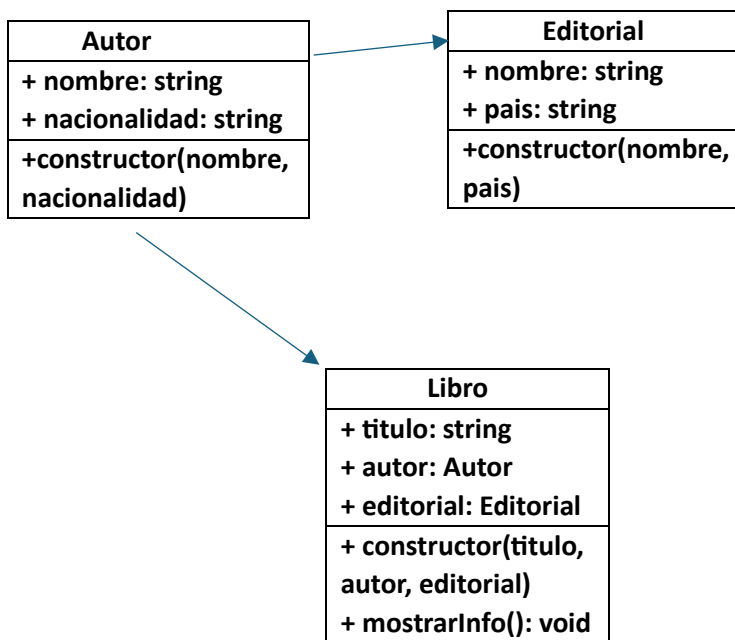 Autor
+ nombre: string
+ nacionalidad: string
+constructor(nombre,
nacionalidad)
Editorial
+ nombre: string
+ pais: string
+constructor(nombre,
pais)
Libro
+ titulo: string
+ autor: Autor
+ editorial: Editorial
+ constructor(titulo,
autor, editorial)
+ mostrarInfo(): void